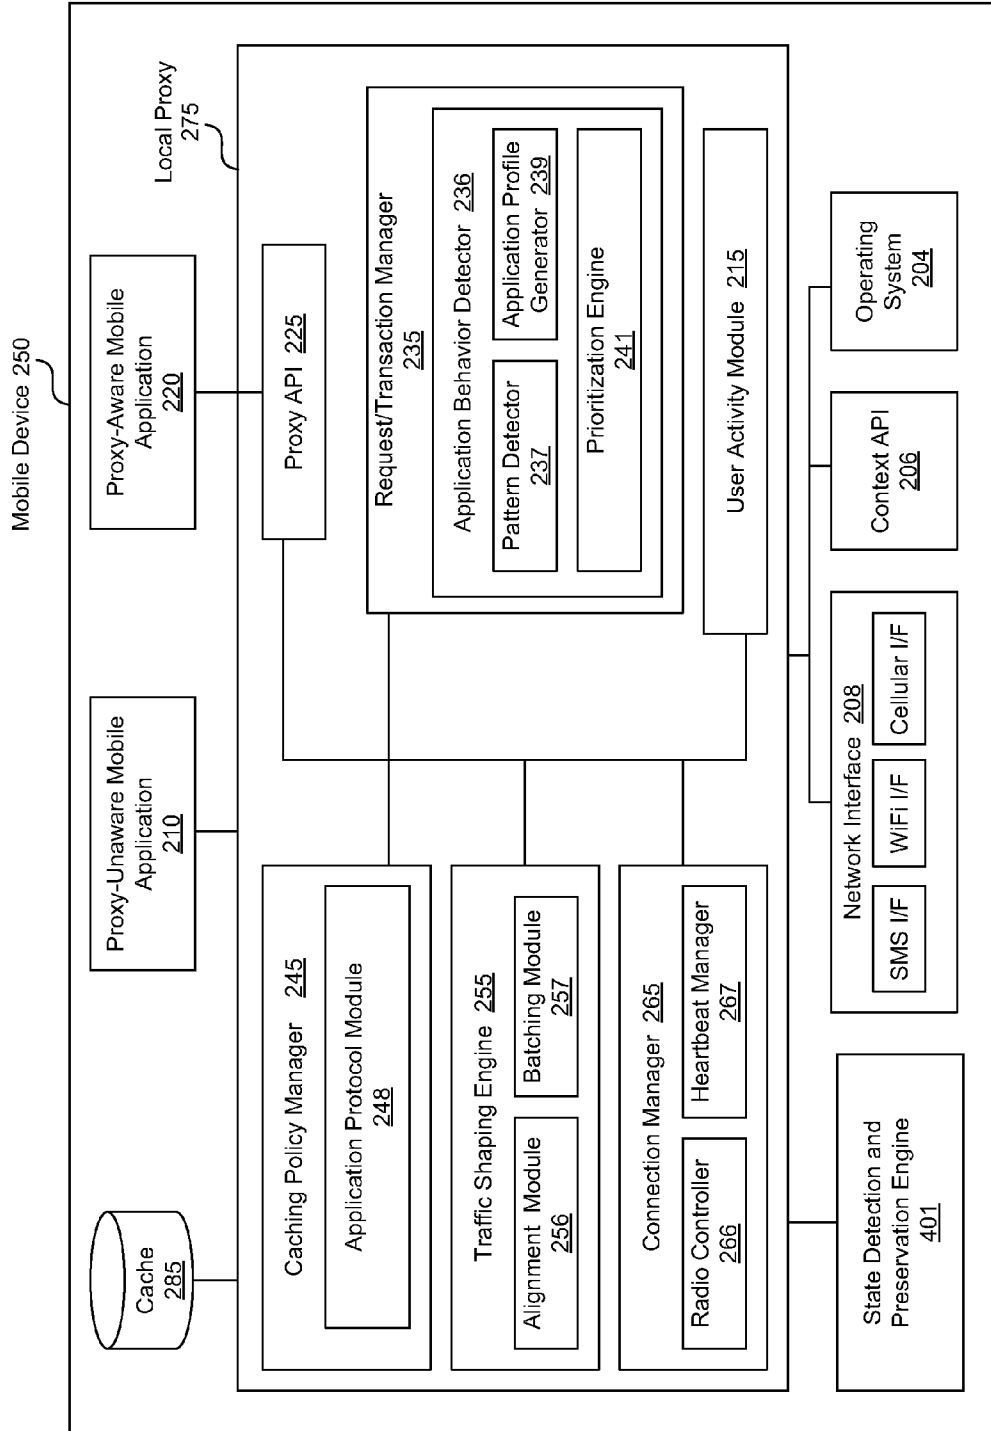 Mobile Device 250
Cache
285
Proxy-Unaware Mobile
Application
210
Proxy-Aware Mobile
Application
220
Local Proxy
275
Caching Policy Manager 245
Application Protocol Module
248
Proxy API 225
Traffic Shaping Engine 255
Alignment Module
256
Batching Module
257
Request/Transaction Manager
235
Application Behavior Detector 236
Pattern Detector
237
Application Profile
Generator 239
Prioritization Engine
241
Connection Manager 265
Radio Controller
266
Heartbeat Manager
267
User Activity Module 215
State Detection and
Preservation Engine
401
Network Interface 208
SMS I/F
WiFi I/F
Cellular I/F
Context API
206
Operating
System
204